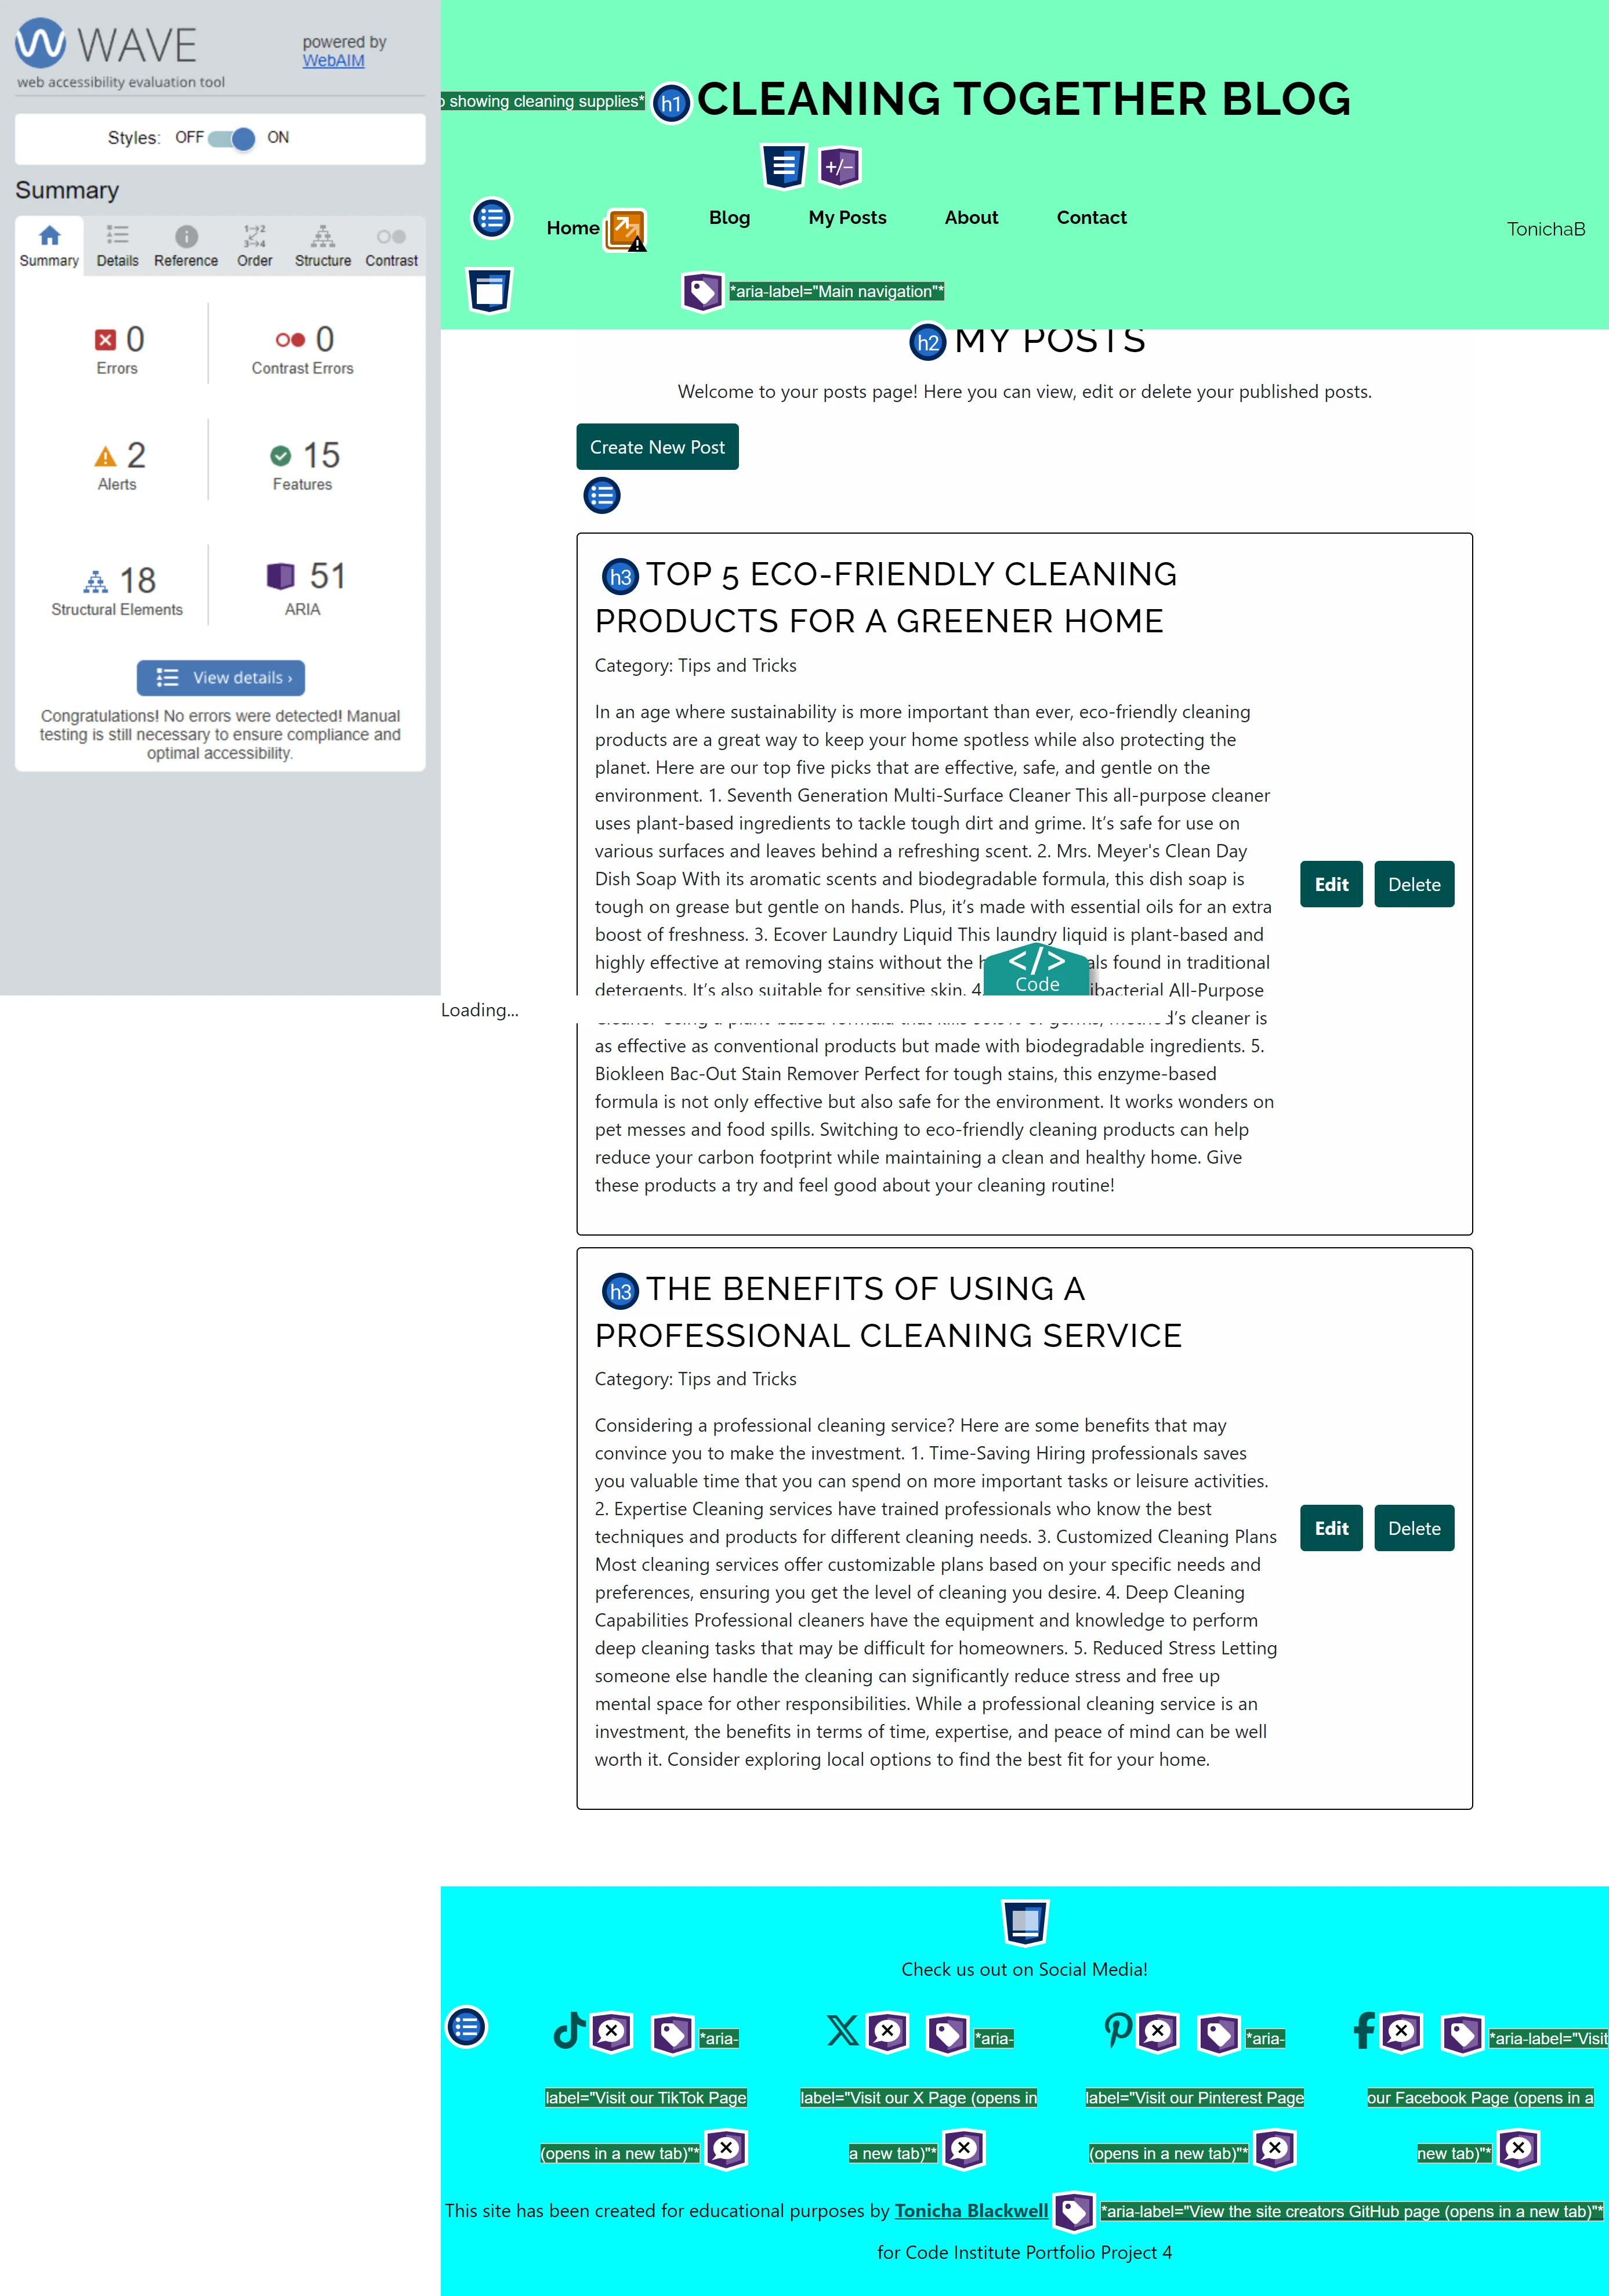 WAVE
powered by
WebAIM
web accessibility evaluation tool
Styles: OFF ON
Summary
Summary Details Reference Order Structure Contrast
0 0
Errors Contrast Errors
2 15
Alerts Features
18 51
Structural Elements ARIA
View details ›
Congratulations! No errors were detected! Manual
testing is still necessary to ensure compliance and
optimal accessibility.
showing cleaning supplies*
h1 CLEANING TOGETHER BLOG
+/-
Home Blog My Posts About Contact
TonichaB
*aria-label="Main navigation"*
h2 MY POSTS
Welcome to your posts page! Here you can view, edit or delete your published posts.
Create New Post
h3 TOP 5 ECO-FRIENDLY CLEANING
PRODUCTS FOR A GREENER HOME
Category: Tips and Tricks
In an age where sustainability is more important than ever, eco-friendly cleaning
products are a great way to keep your home spotless while also protecting the
planet. Here are our top five picks that are effective, safe, and gentle on the
environment. 1. Seventh Generation Multi-Surface Cleaner This all-purpose cleaner
uses plant-based ingredients to tackle tough dirt and grime. It’s safe for use on
various surfaces and leaves behind a refreshing scent. 2. Mrs. Meyer's Clean Day
Dish Soap With its aromatic scents and biodegradable formula, this dish soap is
tough on grease but gentle on hands. Plus, it’s made with essential oils for an extra
boost of freshness. 3. Ecover Laundry Liquid This laundry liquid is plant-based and
highly effective at removing stains without the found in traditional
detergents. It’s also suitable for sensitive skin. 4. All-Purpose
</> Code
Edit Delete
Loading...
cleaner is
as effective as conventional products but made with biodegradable ingredients. 5.
Biokleen Bac-Out Stain Remover Perfect for tough stains, this enzyme-based
formula is not only effective but also safe for the environment. It works wonders on
pet messes and food spills. Switching to eco-friendly cleaning products can help
reduce your carbon footprint while maintaining a clean and healthy home. Give
these products a try and feel good about your cleaning routine!
h3 THE BENEFITS OF USING A
PROFESSIONAL CLEANING SERVICE
Category: Tips and Tricks
Considering a professional cleaning service? Here are some benefits that may
convince you to make the investment. 1. Time-Saving Hiring professionals saves
you valuable time that you can spend on more important tasks or leisure activities.
2. Expertise Cleaning services have trained professionals who know the best
techniques and products for different cleaning needs. 3. Customized Cleaning Plans
Most cleaning services offer customizable plans based on your specific needs and
preferences, ensuring you get the level of cleaning you desire. 4. Deep Cleaning
Capabilities Professional cleaners have the equipment and knowledge to perform
deep cleaning tasks that may be difficult for homeowners. 5. Reduced Stress Letting
someone else handle the cleaning can significantly reduce stress and free up
mental space for other responsibilities. While a professional cleaning service is an
investment, the benefits in terms of time, expertise, and peace of mind can be well
worth it. Consider exploring local options to find the best fit for your home.
Edit Delete
Check us out on Social Media!
*aria-
label="Visit our TikTok Page
(opens in a new tab)"*
*aria-
label="Visit our X Page (opens in
a new tab)"*
*aria-
label="Visit our Pinterest Page
(opens in a new tab)"*
*aria-label="Visit
our Facebook Page (opens in a
new tab)"*
This site has been created for educational purposes by Tonicha Blackwell *aria-label="View the site creators GitHub page (opens in a new tab)"*
for Code Institute Portfolio Project 4